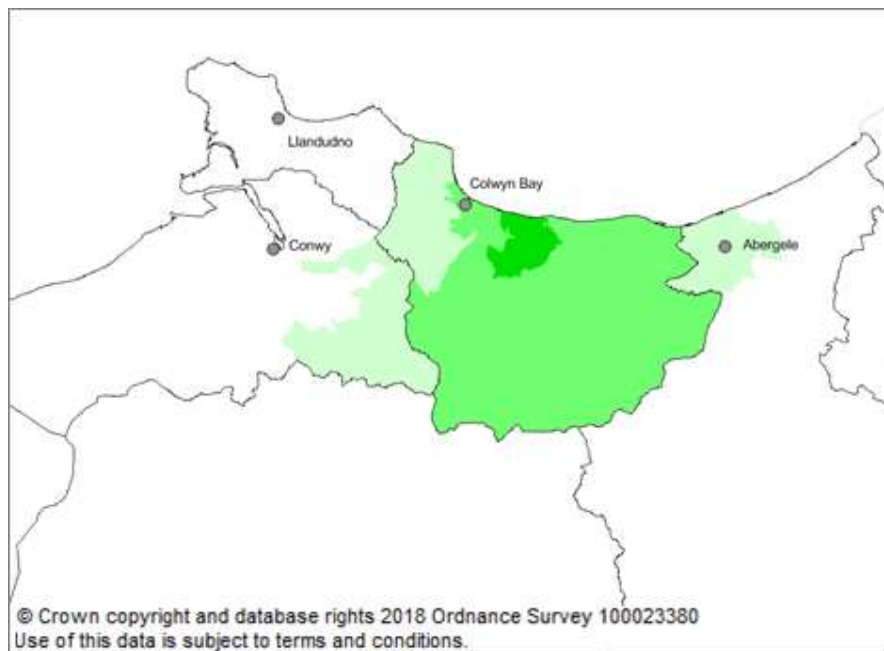 Llandudno
Colwyn Bay
Conwy
Abergele
© Crown copyright and database rights 2018 Ordnance Survey 100023380
Use of this data is subject to terms and conditions.